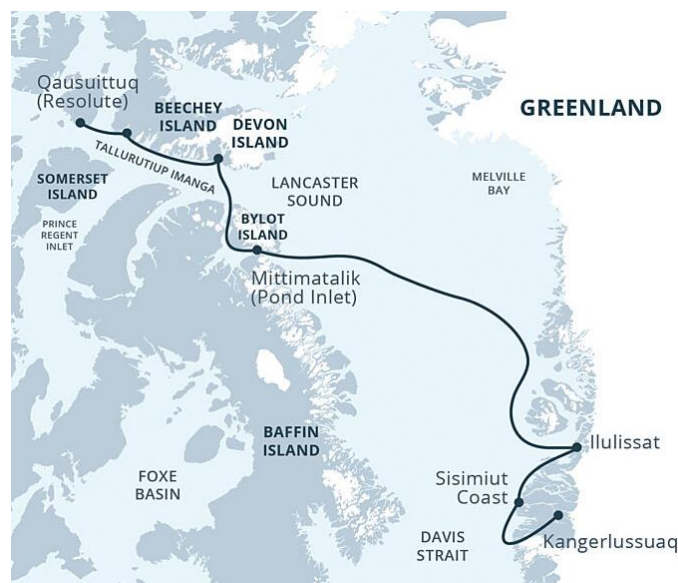 Qausuittuq
(Resolute)
BEECHEY
ISLAND
DEVON
ISLAND
GREENLAND
TALLURUTIUP IMANGA
SOMERSET
ISLAND
LANCASTER
SOUND
MELVILLE
BAY
PRINCE
REGENT
INLET
BYLOT
ISLAND
Mittimatalik
(Pond Inlet)
BAFFIN
ISLAND
Ilulissat
FOXE
BASIN
Sisimiut
Coast
DAVIS
STRAIT
Kangerlussuaq